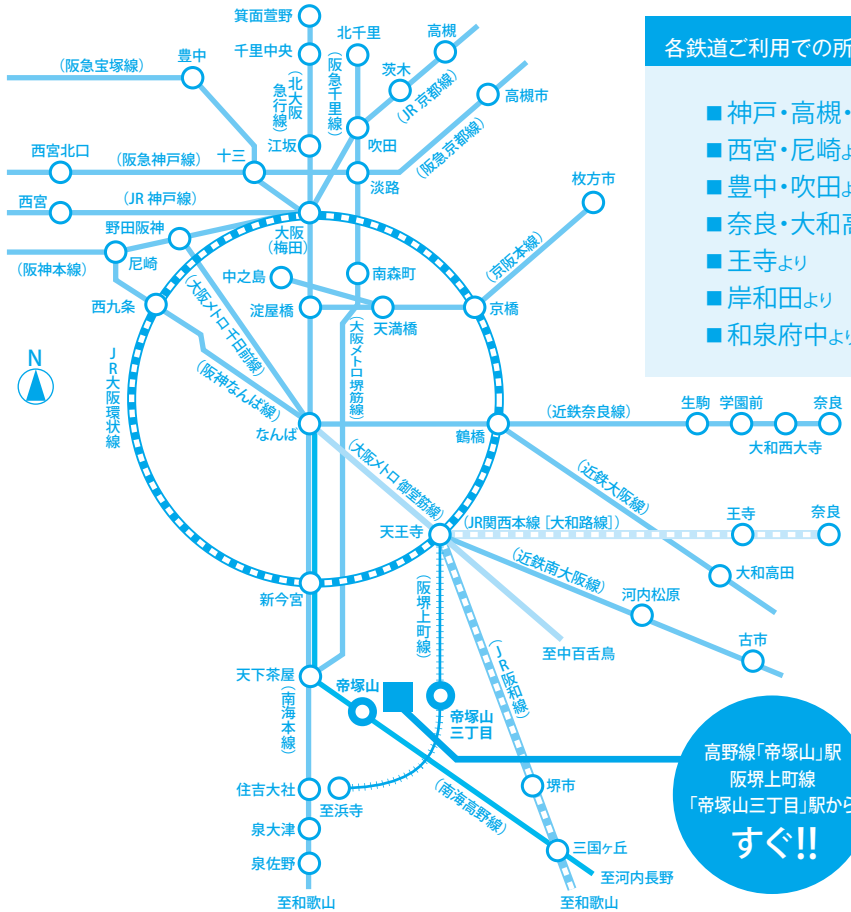 箕面萱野
千里中央
北千里
高槻
豊中
(阪急宝塚線)
(北大阪
急行線)
(阪急千里線)
茨木
(JR京都線)
高槻市
江坂
吹田
(阪急京都線)
西宮北口
(阪急神戸線)
十三
淡路
西宮
(JR神戸線)
枚方市
野田阪神
大阪
(梅田)
(阪神本線)
尼崎
(京阪本線)
中之島
南森町
西九条
淀屋橋
天満橋
京橋
(大阪メトロ千日前線)
(大阪メトロ堺筋線)
(阪神なんば線)
JR大阪環状線
N
なんば
鶴橋
(近鉄奈良線)
生駒
学園前
大和西大寺
奈良
(大阪メトロ御堂筋線)
(近鉄大阪線)
天王寺
(JR関西本線[大和路線])
王寺
奈良
(近鉄南大阪線)
大和高田
新今宮
(阪堺上町線)
河内松原
至中百舌鳥
古市
(JR阪和線)
天下茶屋
帝塚山
帝塚山
三丁目
(南海本線)
住吉大社
至浜寺
(南海高野線)
堺市
泉大津
泉佐野
三国ヶ丘
至河内長野
至和歌山
至和歌山
各鉄道ご利用での所
■神戸・高槻・
■西宮・尼崎よ
■豊中・吹田よ
■奈良・大和高
■王寺より
■岸和田より
■和泉府中より
高野線「帝塚山」駅
阪堺上町線
「帝塚山三丁目」駅から
すぐ!!